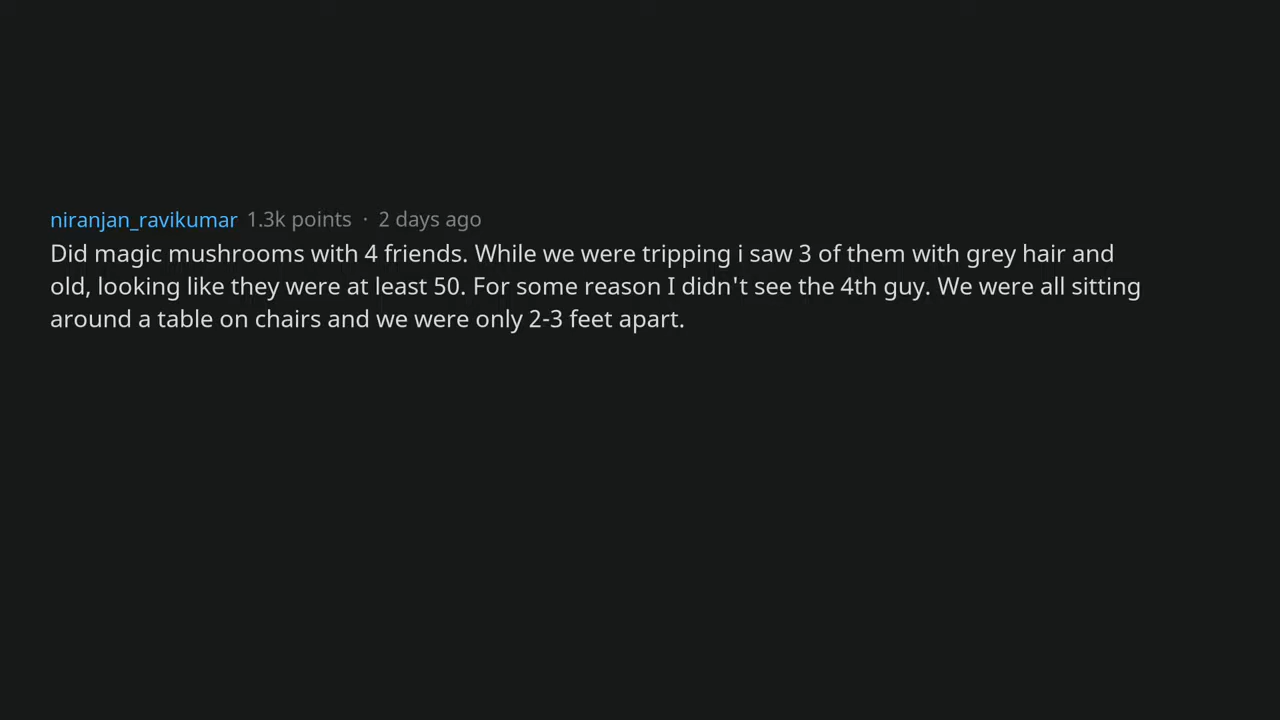 niranjan_ravikumar 1.3k points · 2 days ago
Did magic mushrooms with 4 friends. While we were tripping i saw 3 of them with grey hair and
old, looking like they were at least 50. For some reason I didn't see the 4th guy. We were all sitting
around a table on chairs and we were only 2-3 feet apart.